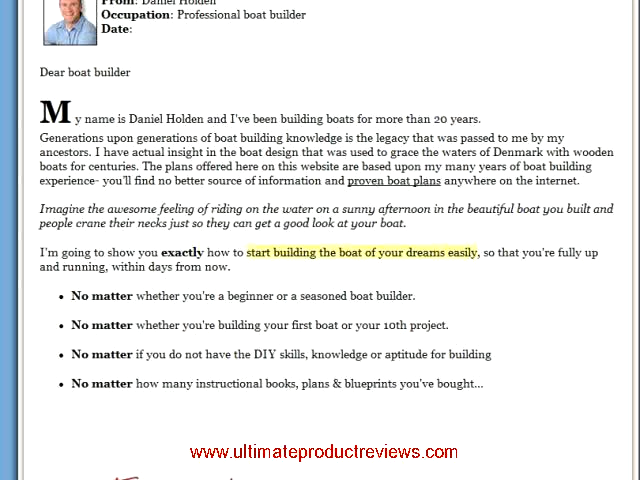 From: Daniel Holden
Occupation: Professional boat builder
Date:
Dear boat builder
My name is Daniel Holden and I've been building boats for more than 20 years.
Generations upon generations of boat building knowledge is the legacy that was passed to me by my
ancestors. I have actual insight in the boat design that was used to grace the waters of Denmark with wooden
boats for centuries. The plans offered here on this website are based upon my many years of boat building
experience- you'll find no better source of information and proven boat plans anywhere on the internet.
Imagine the awesome feeling of riding on the water on a sunny afternoon in the beautiful boat you built and
people crane their necks just so they can get a good look at your boat.
I'm going to show you exactly how to start building the boat of your dreams easily, so that you're fully up
and running, within days from now.
• No matter whether you're a beginner or a seasoned boat builder.
• No matter whether you're building your first boat or your 10th project.
• No matter if you do not have the DIY skills, knowledge or aptitude for building
• No matter how many instructional books, plans & blueprints you've bought...
www.ultimateproductreviews.com